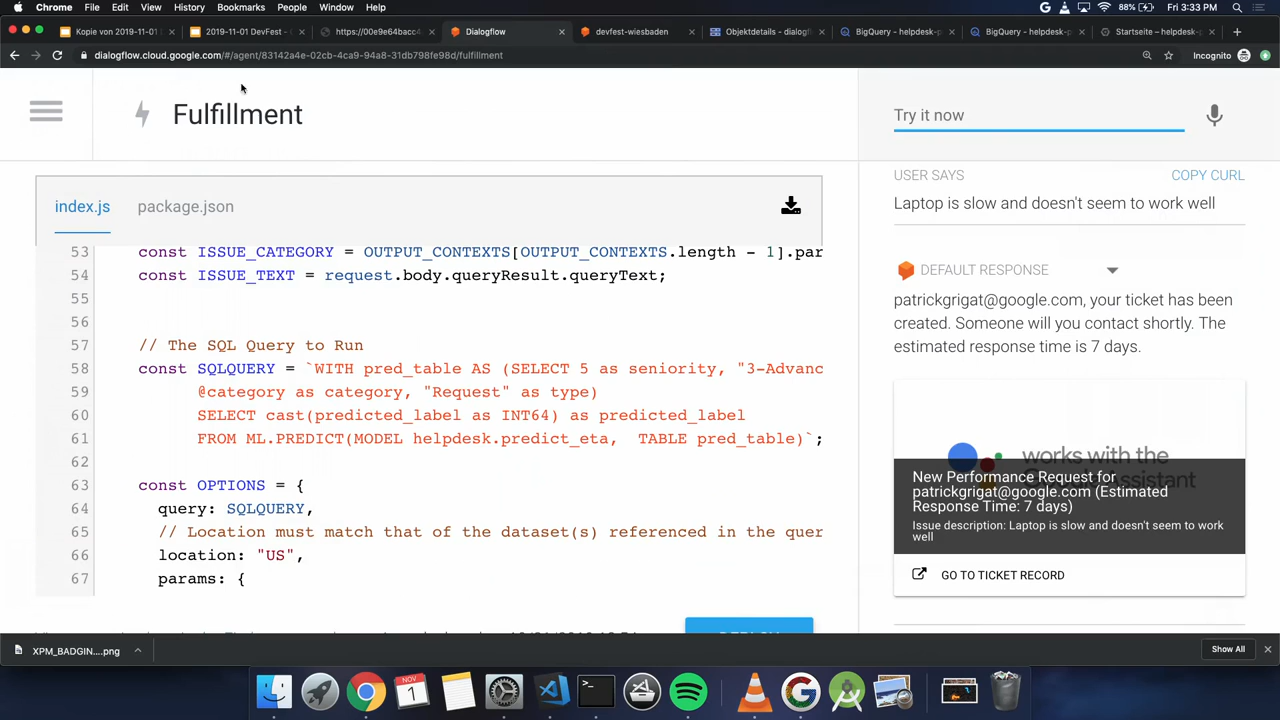 Chrome File Edit View History Bookmarks People Window Help 88% Fri 3:33 PM
Kopie von 2019-11-01 D
2019-11-01 DevFest -
https://00e9e64bacc4
Dialogflow
devfest-wiesbaden
Objektdetails – dialogf
BigQuery – helpdesk-p
BigQuery – helpdesk-p
Startseite – helpdesk-
dialogflow.cloud.google.com/#/agent/83142a4e-02cb-4ca9-94a8-31db798fe98d/fulfillment
Incognito
Fulfillment
Try it now
index.js package.json
53 const ISSUE_CATEGORY = OUTPUT_CONTEXTS[OUTPUT_CONTEXTS.length - 1].par
54 const ISSUE_TEXT = request.body.queryResult.queryText;
55
56
57 // The SQL Query to Run
58 const SQLQUERY = `WITH pred_table AS (SELECT 5 as seniority, "3-Advanc
59 @category as category, "Request" as type)
60 SELECT cast(predicted_label as INT64) as predicted_label
61 FROM ML.PREDICT(MODEL helpdesk.predict_eta, TABLE pred_table)`;
62
63 const OPTIONS = {
64 query: SQLQUERY,
65 // Location must match that of the dataset(s) referenced in the quer
66 location: "US",
67 params: {
USER SAYS COPY CURL
Laptop is slow and doesn't seem to work well
DEFAULT RESPONSE
patrickgrigat@google.com, your ticket has been
created. Someone will you contact shortly. The
estimated response time is 7 days.
works with the
Google Assistant
New Performance Request for
patrickgrigat@google.com (Estimated
Response Time: 7 days)
Issue description: Laptop is slow and doesn't seem to work
well
GO TO TICKET RECORD
DEPLOY
XPM_BADGIN....png
Show All
NOV
1